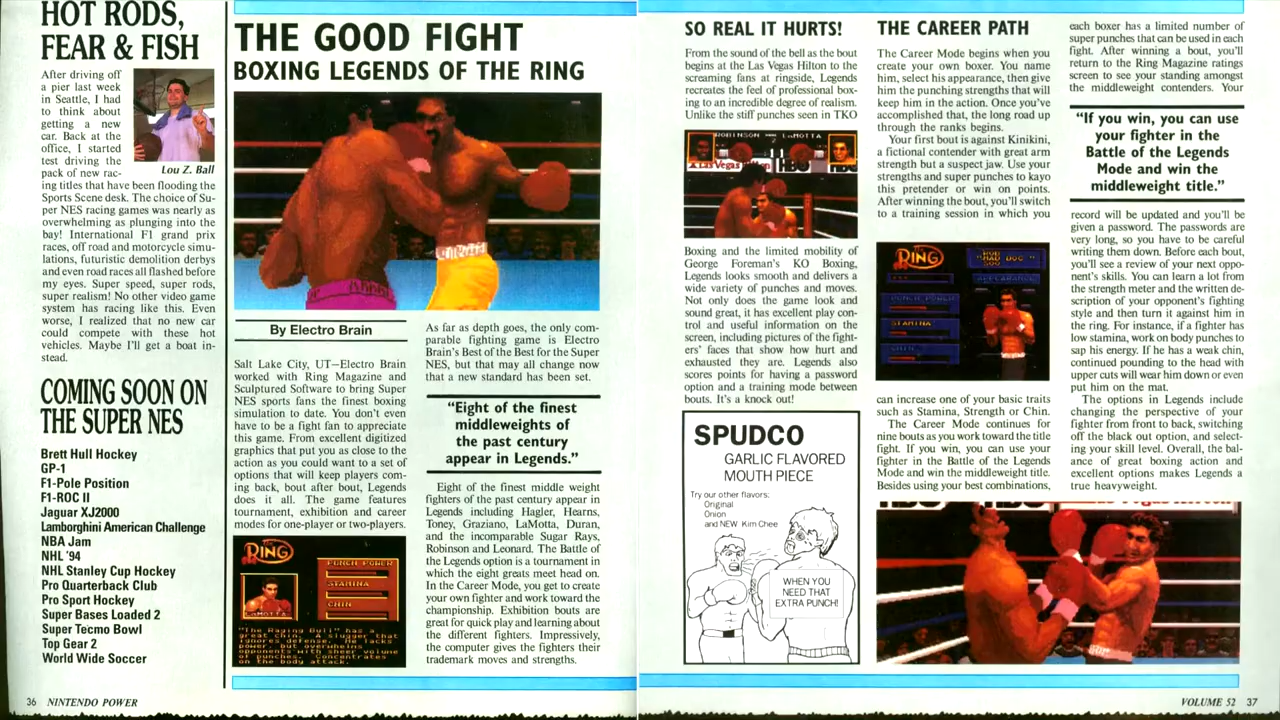 HOT RODS,
FEAR & FISH
After driving off
a pier last week
in Seattle, I had
to think about
getting a new
car. Back at the
office, I started
test driving the
pack of new rac-
Lou Z. Ball
ing titles that have been flooding the
Sports Scene desk. The choice of Su-
per NES racing games was nearly as
overwhelming as plunging into the
bay! International F1 grand prix
races, off road and motorcycle simu-
lations, futuristic demolition derbys
and even road races all flashed before
my eyes. Super speed, super rods,
super realism! No other video game
system has racing like this. Even
worse, I realized that no new car
could compete with these hot
vehicles. Maybe I'll get a boat in-
stead.
COMING SOON ON
THE SUPER NES
Brett Hull Hockey
GP-1
F1-Pole Position
F1-ROC II
Jaguar XJ2000
Lamborghini American Challenge
NBA Jam
NHL '94
NHL Stanley Cup Hockey
Pro Quarterback Club
Pro Sport Hockey
Super Bases Loaded 2
Super Tecmo Bowl
Top Gear 2
World Wide Soccer
THE GOOD FIGHT
BOXING LEGENDS OF THE RING
By Electro Brain
Salt Lake City, UT—Electro Brain
worked with Ring Magazine and
Sculptured Software to bring Super
NES sports fans the finest boxing
simulation to date. You don't even
have to be a fight fan to appreciate
this game. From excellent digitized
graphics that put you as close to the
action as you could want to a set of
options that will keep players com-
ing back, bout after bout, Legends
does it all. The game features
tournament, exhibition and career
modes for one-player or two-players.
RING
PUNCH POWER
STAMINA
CHIN
LaMOTTA
"The Raging Bull" has a
great chin. A slugger that
ignores defense. He lacks
power, but overwhelms
opponents with sheer volume
of punches. Concentrates
on the body attack.
As far as depth goes, the only com-
parable fighting game is Electro
Brain's Best of the Best for the Super
NES, but that may all change now
that a new standard has been set.
"Eight of the finest
middleweights of
the past century
appear in Legends."
Eight of the finest middle weight
fighters of the past century appear in
Legends including Hagler, Hearns,
Toney, Graziano, LaMotta, Duran,
and the incomparable Sugar Rays,
Robinson and Leonard. The Battle of
the Legends option is a tournament in
which the eight greats meet head on.
In the Career Mode, you get to create
your own fighter and work toward the
championship. Exhibition bouts are
great for quick play and learning about
the different fighters. Impressively,
the computer gives the fighters their
trademark moves and strengths.
36 NINTENDO POWER
SO REAL IT HURTS!
From the sound of the bell as the bout
begins at the Las Vegas Hilton to the
screaming fans at ringside, Legends
recreates the feel of professional box-
ing to an incredible degree of realism.
Unlike the stiff punches seen in TKO
ROBINSON LaMOTTA
Las Vegas Hilton HBO
Boxing and the limited mobility of
George Foreman's KO Boxing,
Legends looks smooth and delivers a
wide variety of punches and moves.
Not only does the game look and
sound great, it has excellent play con-
trol and useful information on the
screen, including pictures of the fight-
ers' faces that show how hurt and
exhausted they are. Legends also
scores points for having a password
option and a training mode between
bouts. It's a knock out!
SPUDCO
GARLIC FLAVORED
MOUTH PIECE
Try our other flavors:
Original
Onion
and NEW Kim Chee
WHEN YOU
NEED THAT
EXTRA PUNCH!
THE CAREER PATH
The Career Mode begins when you
create your own boxer. You name
him, select his appearance, then give
him the punching strengths that will
keep him in the action. Once you've
accomplished that, the long road up
through the ranks begins.
Your first bout is against Kinikini,
a fictional contender with great arm
strength but a suspect jaw. Use your
strengths and super punches to kayo
this pretender or win on points.
After winning the bout, you'll switch
to a training session in which you
RING
"MAD DOG"
APPEARANCE
PUNCH POWER
STAMINA
can increase one of your basic traits
such as Stamina, Strength or Chin.
The Career Mode continues for
nine bouts as you work toward the title
fight. If you win, you can use your
fighter in the Battle of the Legends
Mode and win the middleweight title.
Besides using your best combinations,
each boxer has a limited number of
super punches that can be used in each
fight. After winning a bout, you'll
return to the Ring Magazine ratings
screen to see your standing amongst
the middleweight contenders. Your
"If you win, you can use
your fighter in the
Battle of the Legends
Mode and win the
middleweight title."
record will be updated and you'll be
given a password. The passwords are
very long, so you have to be careful
writing them down. Before each bout,
you'll see a review of your next oppo-
nent's skills. You can learn a lot from
the strength meter and the written de-
scription of your opponent's fighting
style and then turn it against him in
the ring. For instance, if a fighter has
low stamina, work on body punches to
sap his energy. If he has a weak chin,
continued pounding to the head with
upper cuts will wear him down or even
put him on the mat.
The options in Legends include
changing the perspective of your
fighter from front to back, switching
off the black out option, and select-
ing your skill level. Overall, the bal-
ance of great boxing action and
excellent options makes Legends a
true heavyweight.
VOLUME 52 37